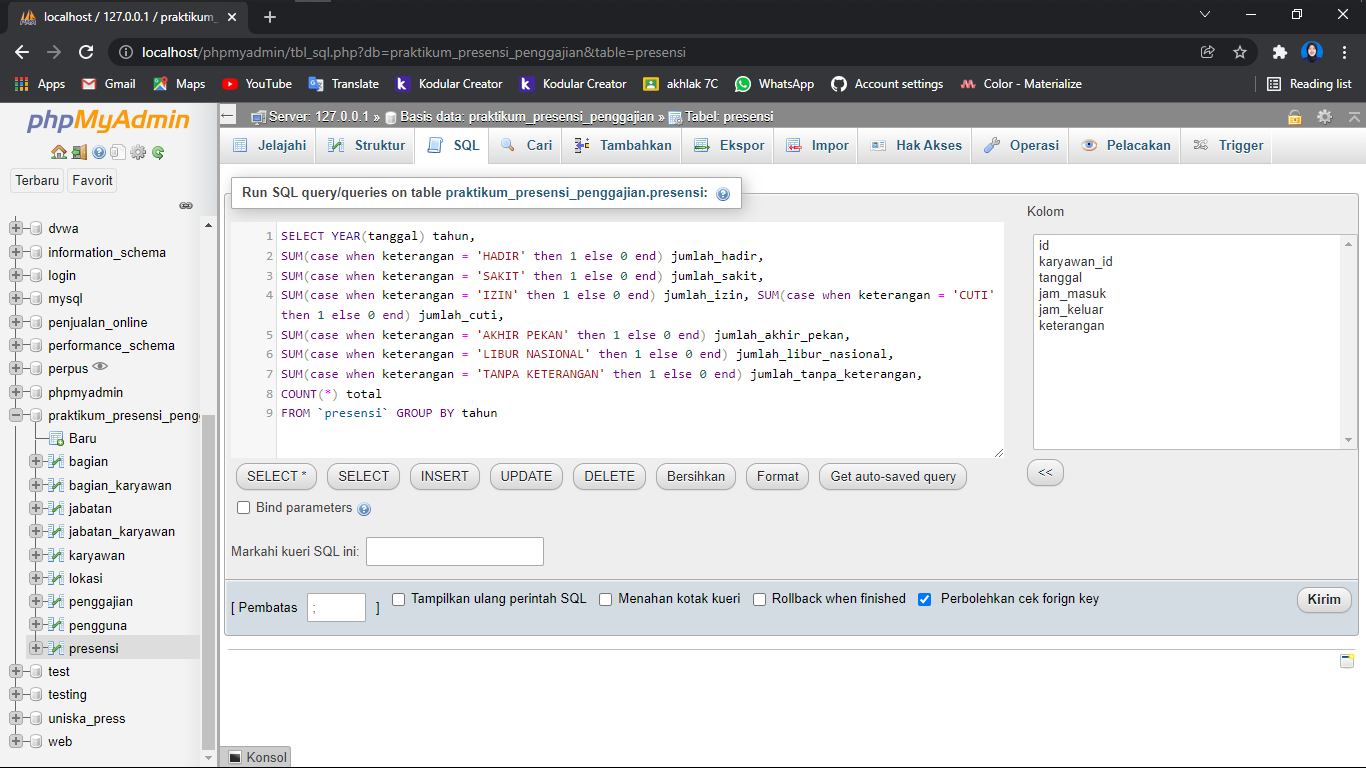 localhost / 127.0.0.1 / praktikum_
localhost/phpmyadmin/tbl_sql.php?db=praktikum_presensi_penggajian&table=presensi
Apps Gmail Maps YouTube Translate Kodular Creator Kodular Creator akhlak 7C WhatsApp Account settings Color - Materialize Reading list
phpMyAdmin
Terbaru Favorit
dvwa
information_schema
login
mysql
penjualan_online
performance_schema
perpus
phpmyadmin
praktikum_presensi_peng
Baru
bagian
bagian_karyawan
jabatan
jabatan_karyawan
karyawan
lokasi
penggajian
pengguna
presensi
test
testing
uniska_press
web
Server: 127.0.0.1 » Basis data: praktikum_presensi_penggajian » Tabel: presensi
Jelajahi Struktur SQL Cari Tambahkan Ekspor Impor Hak Akses Operasi Pelacakan Trigger
Run SQL query/queries on table praktikum_presensi_penggajian.presensi:
1 SELECT YEAR(tanggal) tahun,
2 SUM(case when keterangan = 'HADIR' then 1 else 0 end) jumlah_hadir,
3 SUM(case when keterangan = 'SAKIT' then 1 else 0 end) jumlah_sakit,
4 SUM(case when keterangan = 'IZIN' then 1 else 0 end) jumlah_izin, SUM(case when keterangan = 'CUTI'
then 1 else 0 end) jumlah_cuti,
5 SUM(case when keterangan = 'AKHIR PEKAN' then 1 else 0 end) jumlah_akhir_pekan,
6 SUM(case when keterangan = 'LIBUR NASIONAL' then 1 else 0 end) jumlah_libur_nasional,
7 SUM(case when keterangan = 'TANPA KETERANGAN' then 1 else 0 end) jumlah_tanpa_keterangan,
8 COUNT(*) total
9 FROM `presensi` GROUP BY tahun
Kolom
id
karyawan_id
tanggal
jam_masuk
jam_keluar
keterangan
<<
SELECT * SELECT INSERT UPDATE DELETE Bersihkan Format Get auto-saved query
Bind parameters
Markahi kueri SQL ini:
[ Pembatas ; ] Tampilkan ulang perintah SQL Menahan kotak kueri Rollback when finished Perbolehkan cek forign key Kirim
Konsol